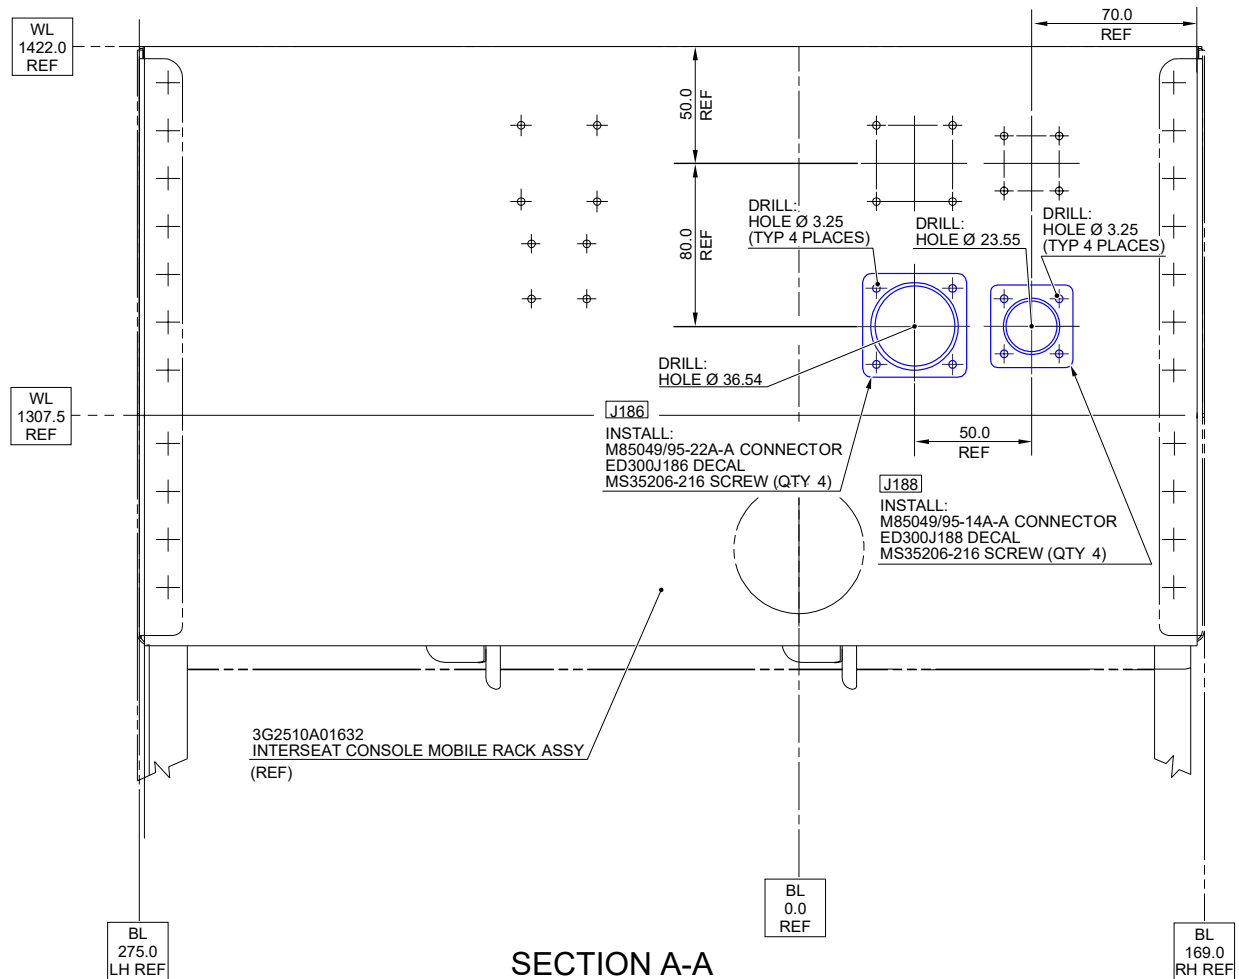 WL
1422.0
REF
70.0
REF
50.0
REF
80.0
REF
DRILL:
HOLE Ø 3.25
(TYP 4 PLACES)
DRILL:
HOLE Ø 23.55
DRILL:
HOLE Ø 3.25
(TYP 4 PLACES)
DRILL:
HOLE Ø 36.54
WL
1307.5
REF
J186
INSTALL:
M85049/95-22A-A CONNECTOR
ED300J186 DECAL
MS35206-216 SCREW (QTY 4)
50.0
REF
J188
INSTALL:
M85049/95-14A-A CONNECTOR
ED300J188 DECAL
MS35206-216 SCREW (QTY 4)
3G2510A01632
INTERSEAT CONSOLE MOBILE RACK ASSY
(REF)
BL
0.0
REF
BL
275.0
LH REF
SECTION A-A
BL
169.0
RH REF